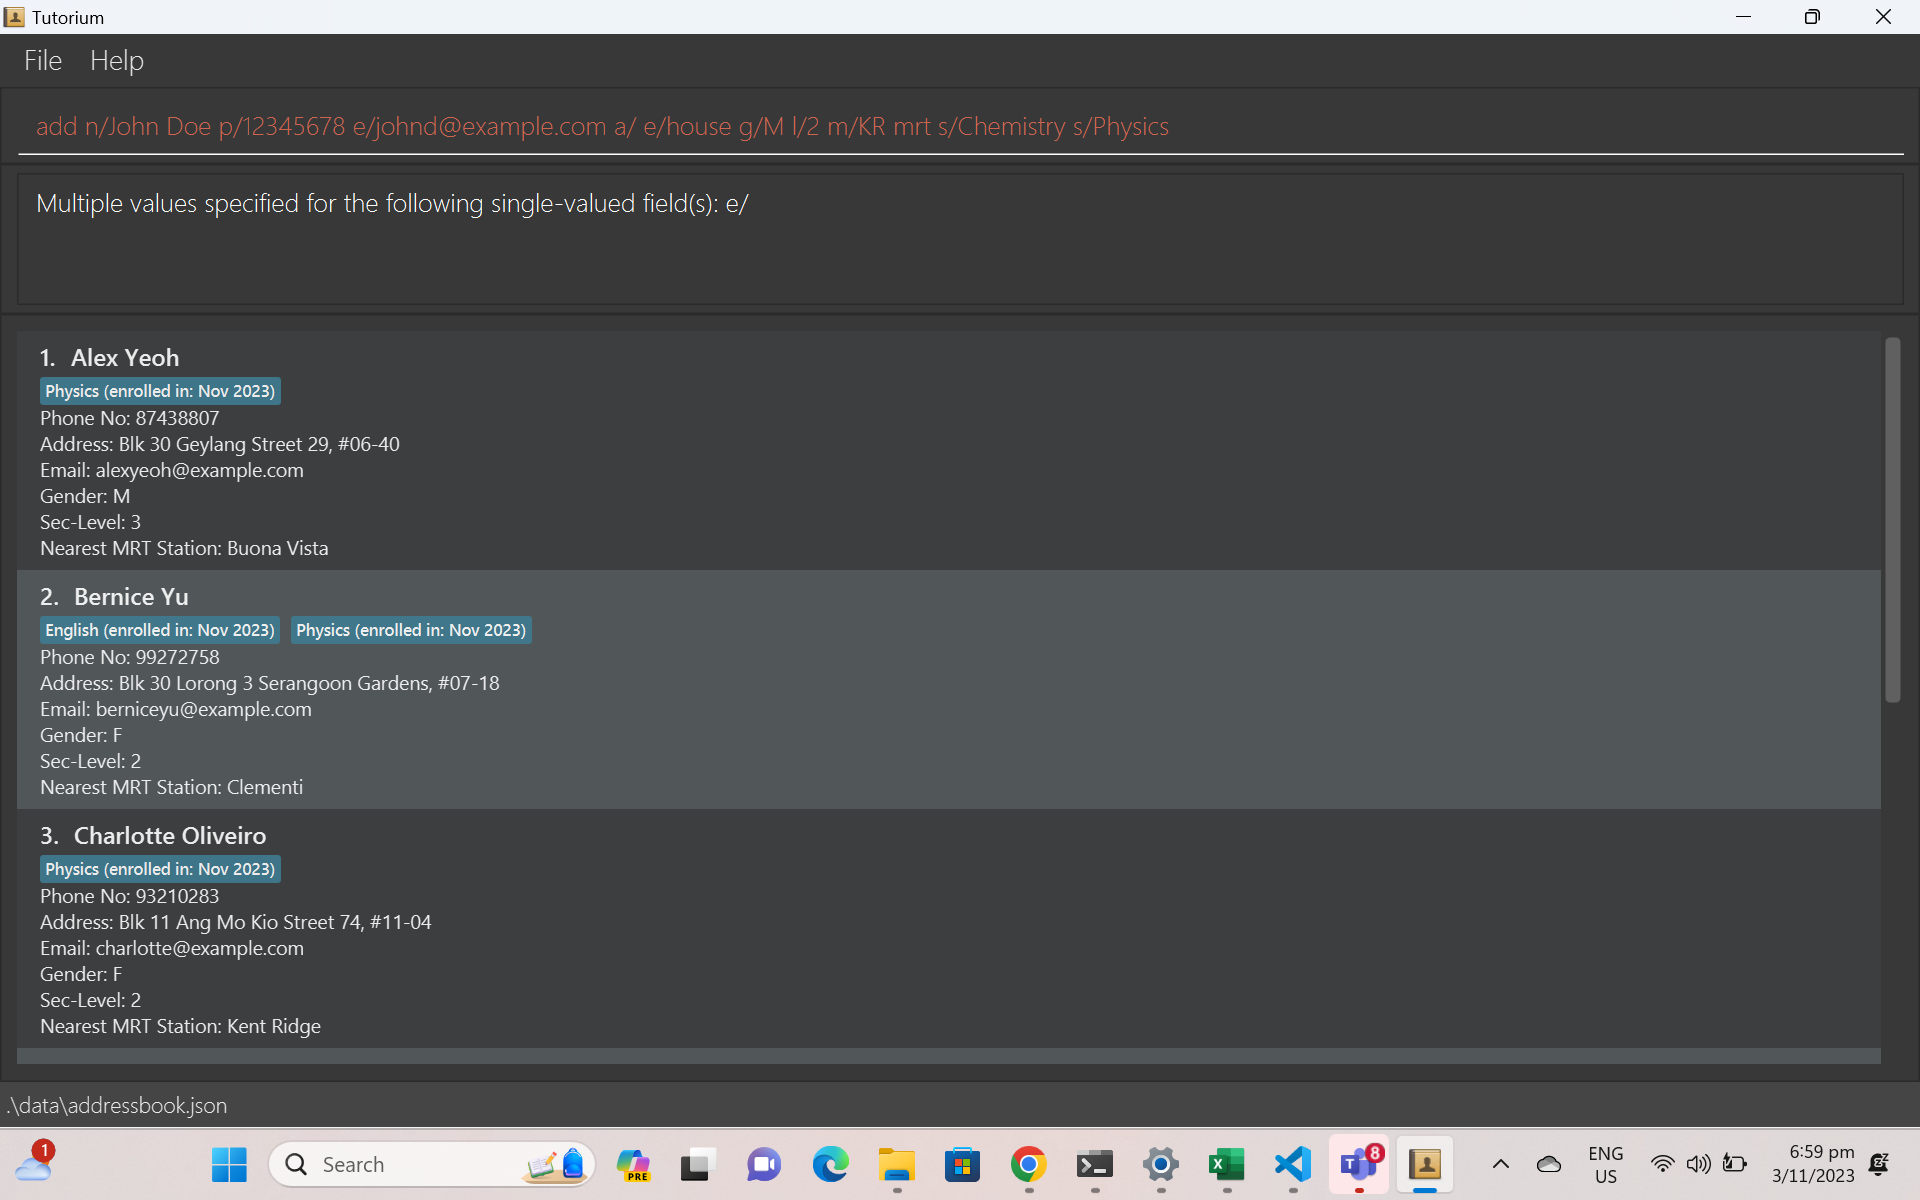 Tutorium
File Help
add n/John Doe p/12345678 e/johnd@example.com a/ e/house g/M l/2 m/KR mrt s/Chemistry s/Physics
Multiple values specified for the following single-valued field(s): e/
1. Alex Yeoh
Physics (enrolled in: Nov 2023)
Phone No: 87438807
Address: Blk 30 Geylang Street 29, #06-40
Email: alexyeoh@example.com
Gender: M
Sec-Level: 3
Nearest MRT Station: Buona Vista
2. Bernice Yu
English (enrolled in: Nov 2023) Physics (enrolled in: Nov 2023)
Phone No: 99272758
Address: Blk 30 Lorong 3 Serangoon Gardens, #07-18
Email: berniceyu@example.com
Gender: F
Sec-Level: 2
Nearest MRT Station: Clementi
3. Charlotte Oliveiro
Physics (enrolled in: Nov 2023)
Phone No: 93210283
Address: Blk 11 Ang Mo Kio Street 74, #11-04
Email: charlotte@example.com
Gender: F
Sec-Level: 2
Nearest MRT Station: Kent Ridge
.\data\addressbook.json
1
Search
PRE
8
ENG
US
6:59 pm
3/11/2023